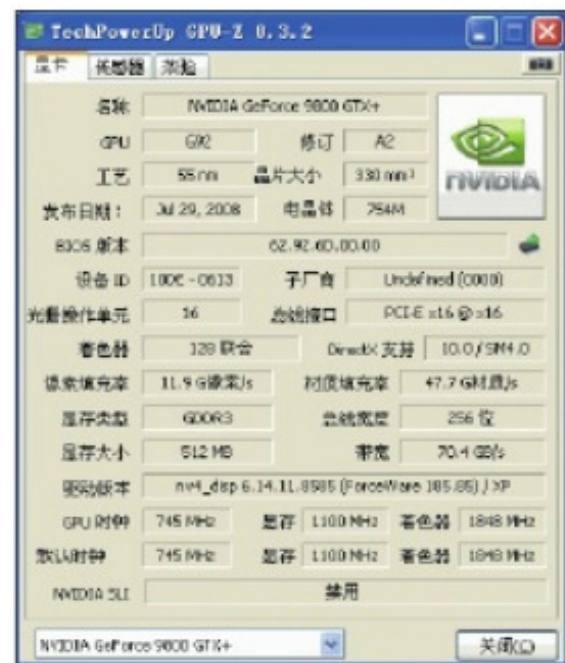 TechPowerUp GPU-Z 0.3.2
显卡 传感器 测验
名称 NVIDIA GeForce 9800 GTX+
GPU G92 修订 A2
工艺 55 nm 晶片大小 330 mm²
发布日期： Jul 29, 2008 电晶体 754M
NVIDIA
BIOS 版本 62.92.60.00.00
设备 ID 10DE - 0613 子厂商 Undefined (0000)
光栅操作单元 16 总线接口 PCI-E x16 @ x16
着色器 128 联合 DirectX 支持 10.0 / SM4.0
像素填充率 11.9 G像素/s 材质填充率 47.7 G材质/s
显存类型 GDDR3 总线宽度 256 位
显存大小 512 MB 带宽 70.4 GB/s
驱动版本 nv4_disp 6.14.11.8585 (ForceWare 185.85) / XP
GPU 时钟 745 MHz 显存 1100 MHz 着色器 1848 MHz
默认时钟 745 MHz 显存 1100 MHz 着色器 1848 MHz
NVIDIA SLI 禁用
NVIDIA GeForce 9800 GTX+ 关闭(C)